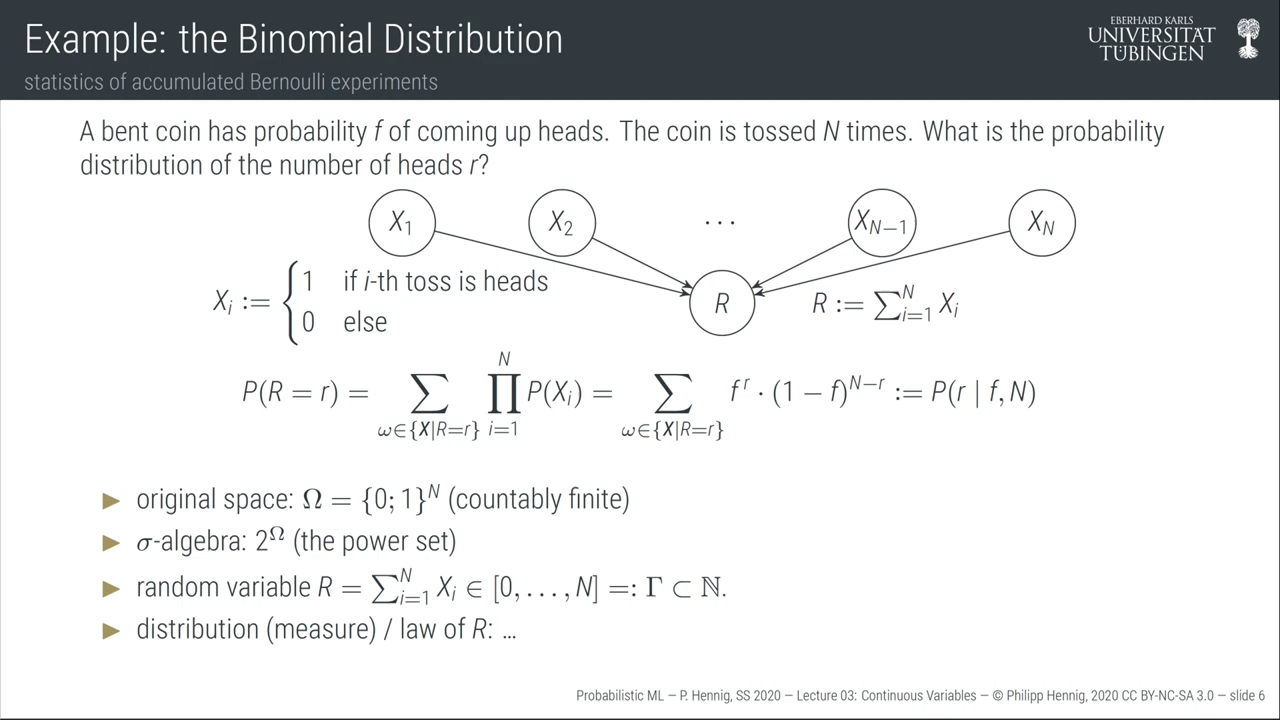 Example: the Binomial Distribution
statistics of accumulated Bernoulli experiments
EBERHARD KARLS
UNIVERSITÄT
TÜBINGEN
A bent coin has probability f of coming up heads. The coin is tossed N times. What is the probability
distribution of the number of heads r?
X₁ X₂ ⋯ X_{N−1} X_N
X_i := { 1 if i-th toss is heads
0 else
R
R := ∑_{i=1}^{N} X_i
P(R = r) = ∑_{ω∈{X|R=r}} ∏_{i=1}^{N} P(X_i) = ∑_{ω∈{X|R=r}} f^r · (1 − f)^{N−r} := P(r | f, N)
▶ original space: Ω = {0; 1}^N (countably finite)
▶ σ-algebra: 2^Ω (the power set)
▶ random variable R = ∑_{i=1}^{N} X_i ∈ [0, . . . , N] =: Γ ⊂ ℕ.
▶ distribution (measure) / law of R: …
Probabilistic ML — P. Hennig, SS 2020 — Lecture 03: Continuous Variables — © Philipp Hennig, 2020 CC BY-NC-SA 3.0 — slide 6